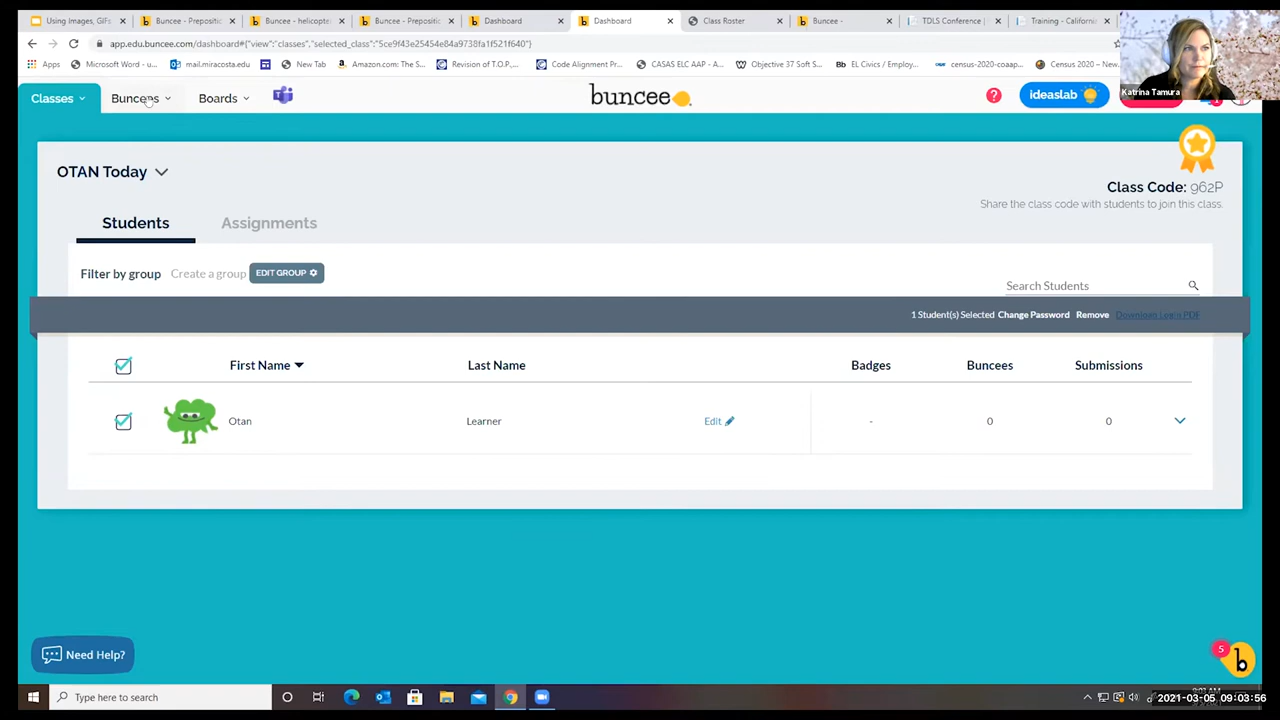 Using Images, GIFs
Buncee - Prepositic
Buncee - helicopte
Buncee - Prepositic
Dashboard
Dashboard
Class Roster
Buncee -
TDLS Conference
Training - Californi
app.edu.buncee.com/dashboard#{"view":"classes","selected_class":"5ce9f43e25454e84a9738fa1f521f640"}
Apps
Microsoft Word - u...
mail.miracosta.edu
New Tab
Amazon.com: The S...
Revision of T.O.P....
Code Alignment Pr...
CASAS ELC AAP - A...
Objective 37 Soft S...
Bb
EL Civics / Employ...
census-2020-coaap...
Census 2020 – New...
Katrina Tamura
Classes
Buncees
Boards
buncee
?
ideaslab
OTAN Today
Class Code: 962P
Share the class code with students to join this class.
Students
Assignments
Filter by group
Create a group
EDIT GROUP
Search Students
1 Student(s) Selected Change Password Remove Download Login PDF
First Name
Last Name
Badges
Buncees
Submissions
Otan
Learner
Edit
-
0
0
Need Help?
5
b
Type here to search
2021-03-05 09:03:56